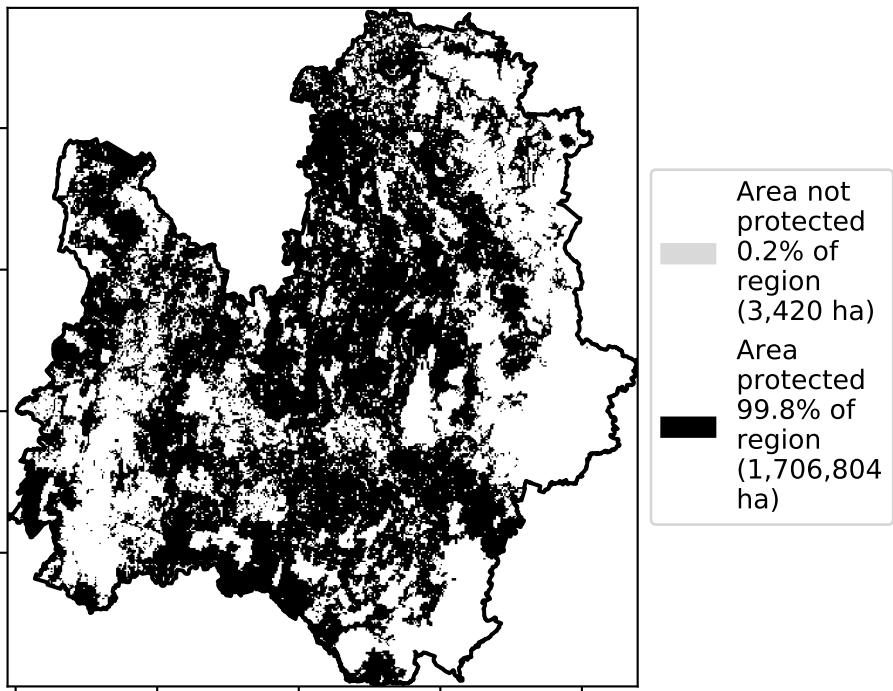 Area not
protected
0.2% of
region
(3,420 ha)
Area
protected
99.8% of
region
(1,706,804
ha)